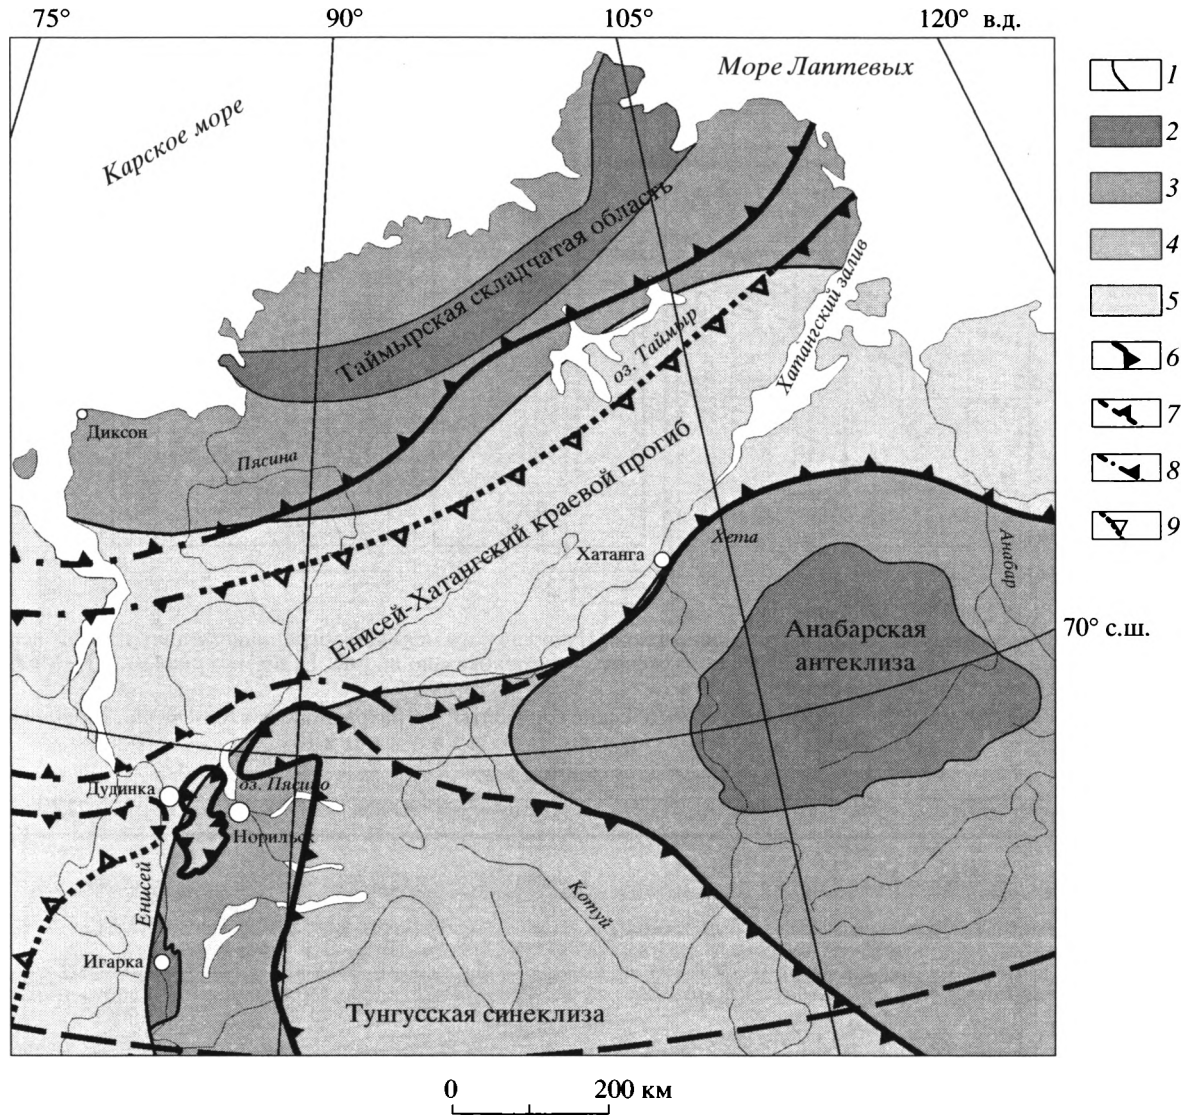 75°
90°
105°
120° в.д.
Море Лаптевых
Карское море
1
2
3
4
5
6
7
8
9
Таймырская складчатая область
Хатангский залив
оз. Таймыр
Диксон
Пясина
Енисей-Хатангский краевой прогиб
Хатанга
Хета
Анабар
Анабарская
антеклиза
70° с.ш.
Дудинка
оз. Пясино
Норильск
Енисей
Котуй
Игарка
Тунгусская синеклиза
0 200 км